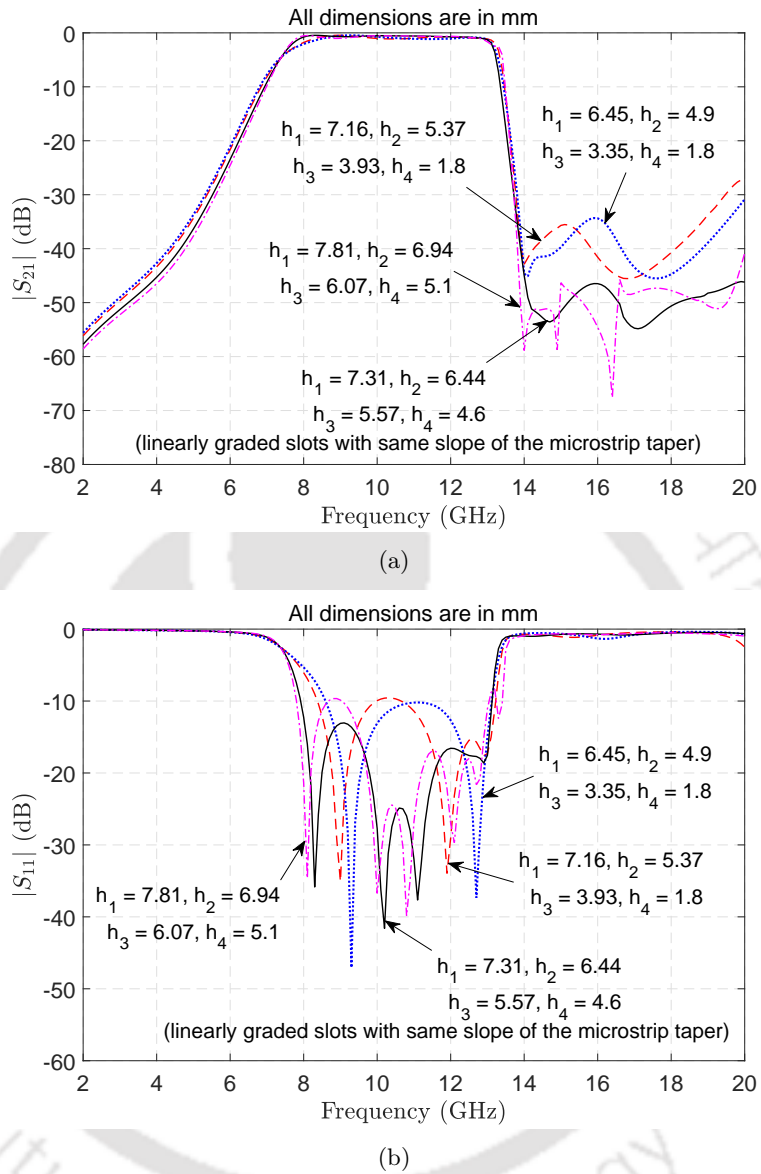 All dimensions are in mm
0
-10
-20
-30
-40
-50
-60
-70
-80
|S21| (dB)
h1 = 7.16, h2 = 5.37
h3 = 3.93, h4 = 1.8
h1 = 6.45, h2 = 4.9
h3 = 3.35, h4 = 1.8
h1 = 7.81, h2 = 6.94
h3 = 6.07, h4 = 5.1
h1 = 7.31, h2 = 6.44
h3 = 5.57, h4 = 4.6
(linearly graded slots with same slope of the microstrip taper)
2 4 6 8 10 12 14 16 18 20
Frequency (GHz)
(a)
All dimensions are in mm
0
-10
-20
-30
-40
-50
-60
|S11| (dB)
h1 = 6.45, h2 = 4.9
h3 = 3.35, h4 = 1.8
h1 = 7.16, h2 = 5.37
h3 = 3.93, h4 = 1.8
h1 = 7.81, h2 = 6.94
h3 = 6.07, h4 = 5.1
h1 = 7.31, h2 = 6.44
h3 = 5.57, h4 = 4.6
(linearly graded slots with same slope of the microstrip taper)
2 4 6 8 10 12 14 16 18 20
Frequency (GHz)
(b)